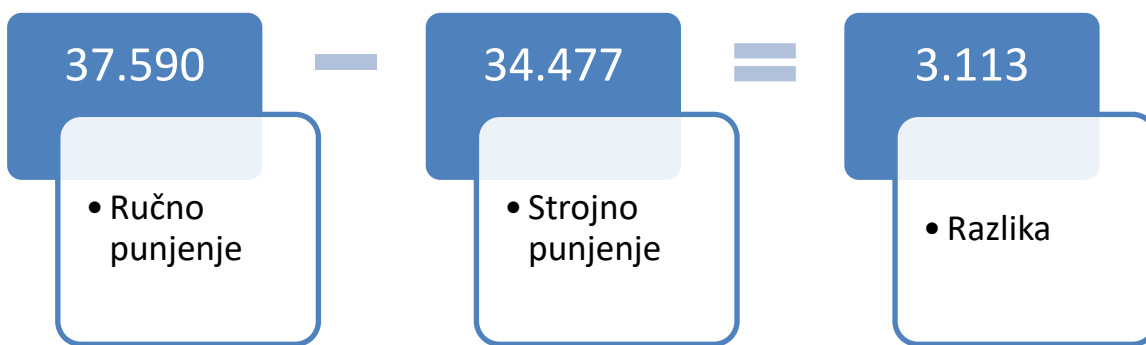 37.590
34.477
3.113
• Ručno
punjenje
• Strojno
punjenje
• Razlika